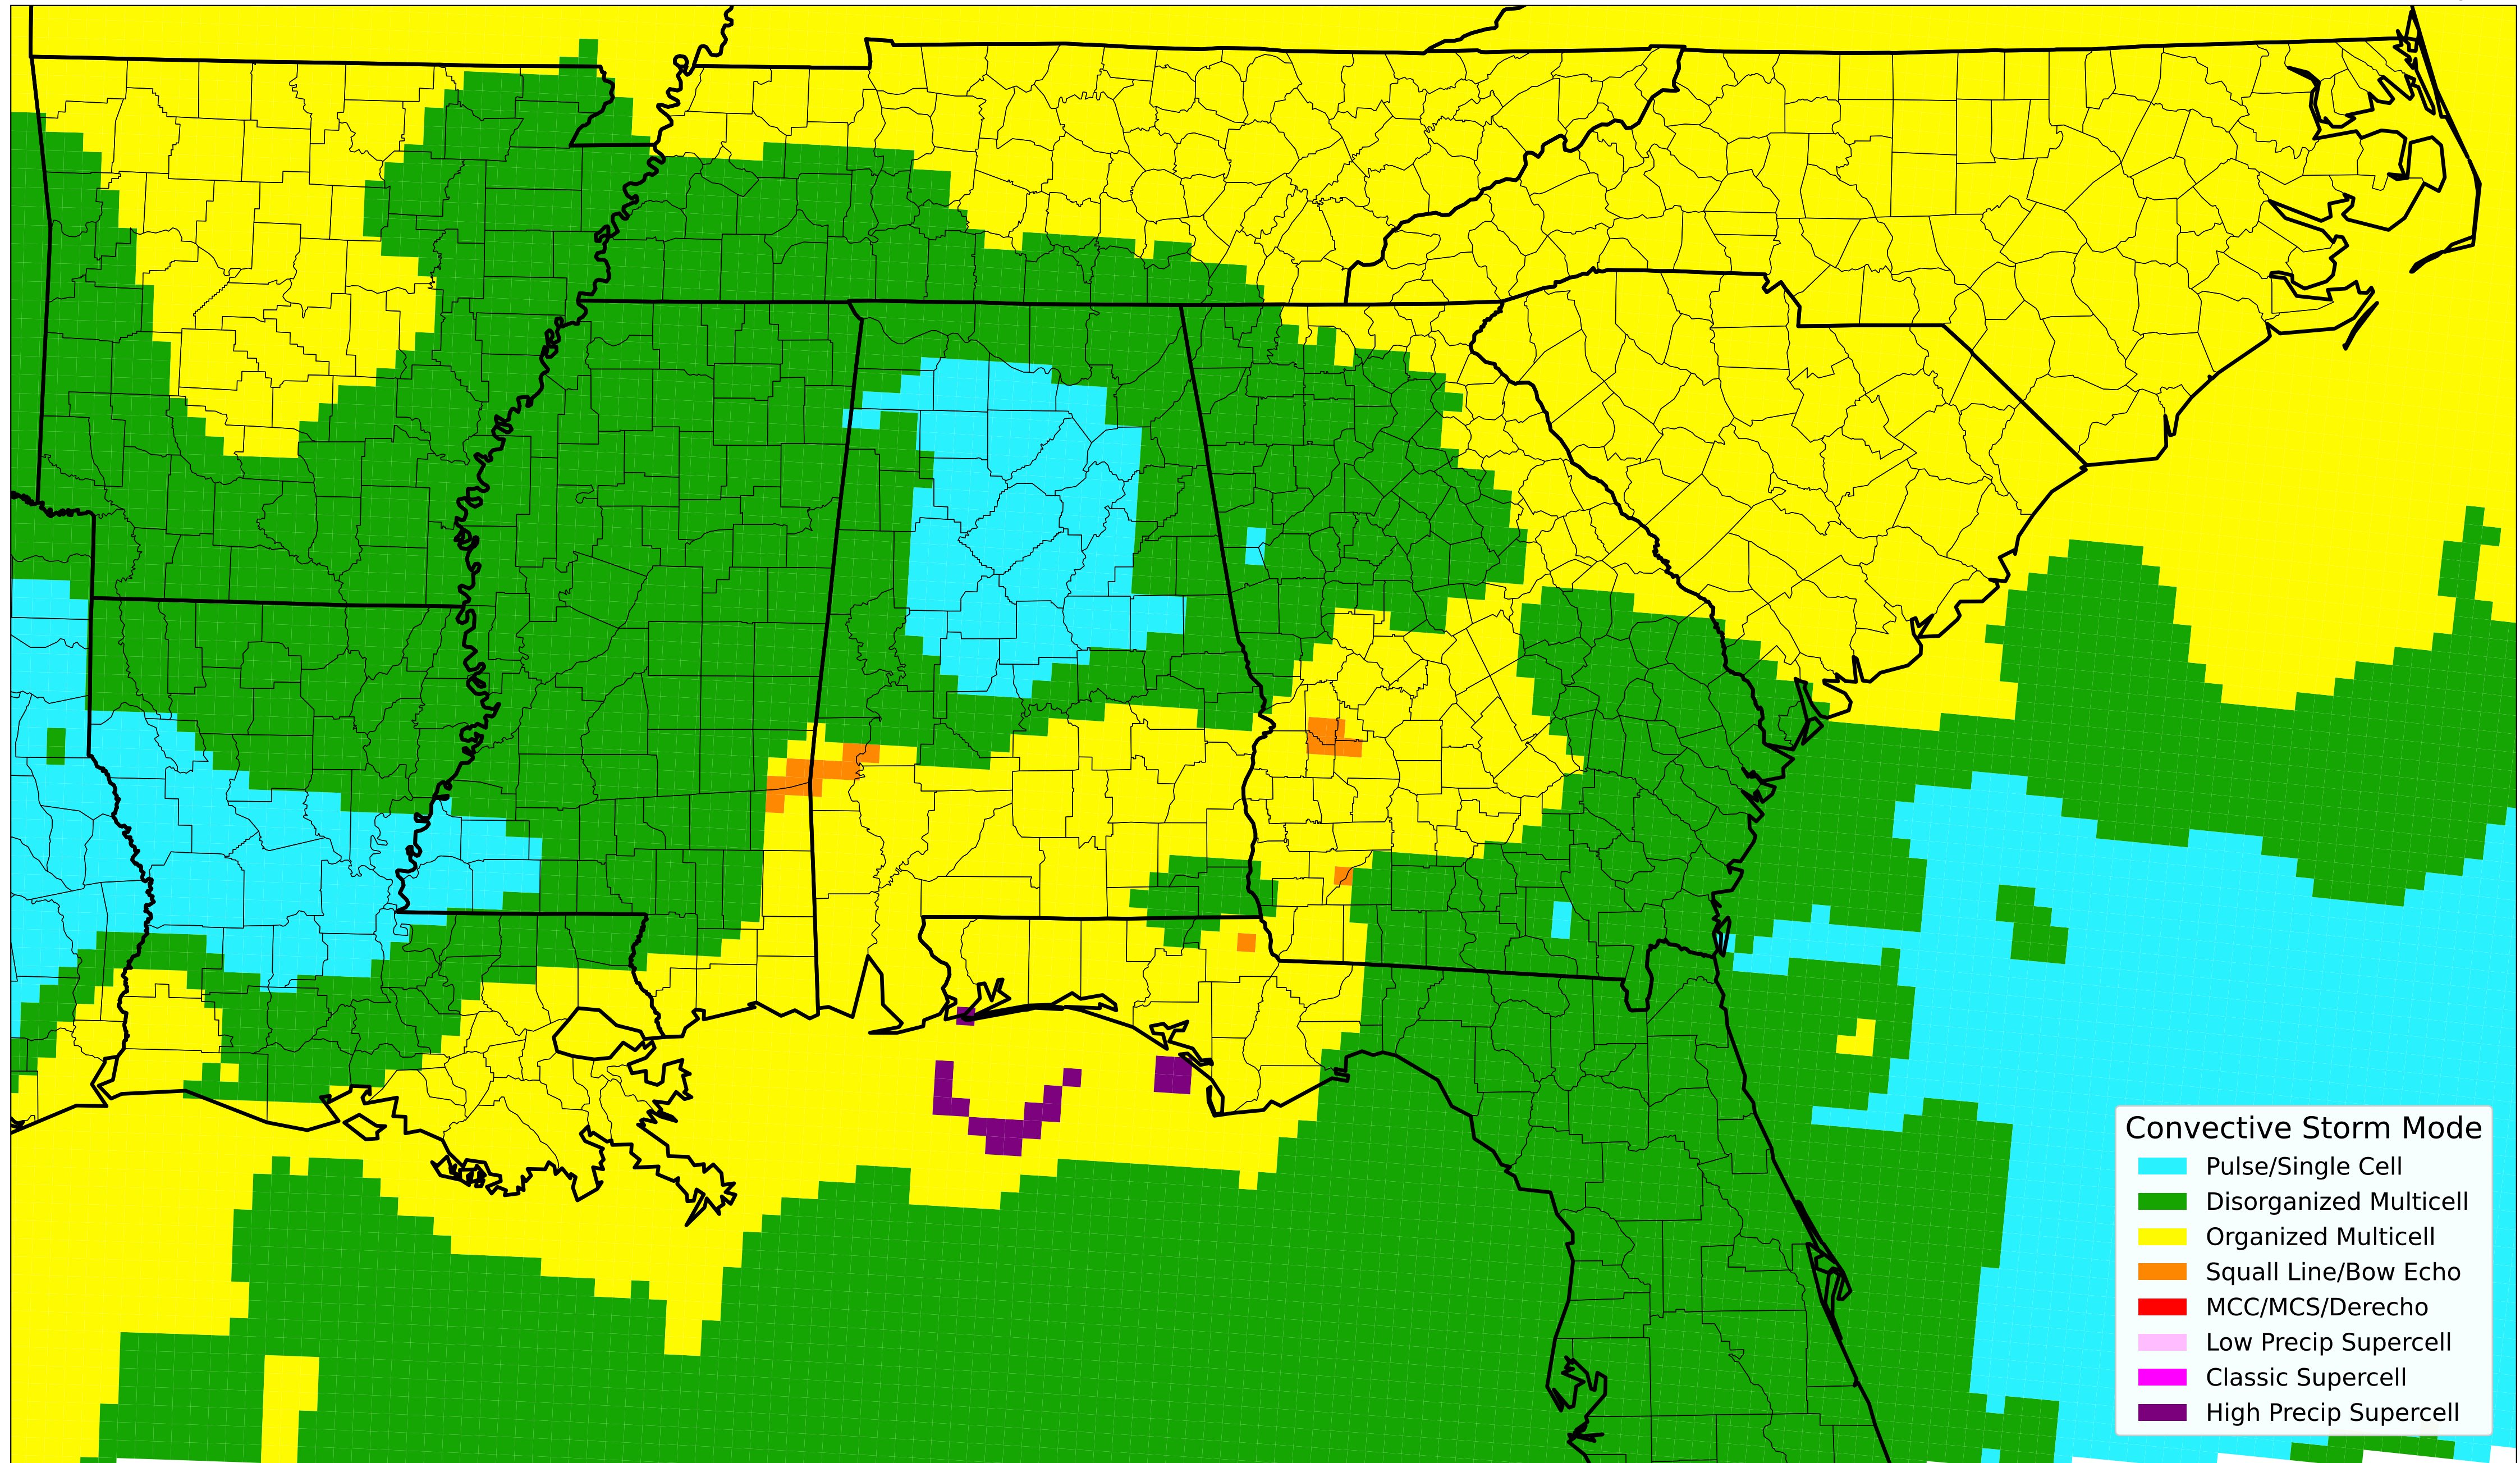 Convective Storm Mode
Pulse/Single Cell
Disorganized Multicell
Organized Multicell
Squall Line/Bow Echo
MCC/MCS/Derecho
Low Precip Supercell
Classic Supercell
High Precip Supercell